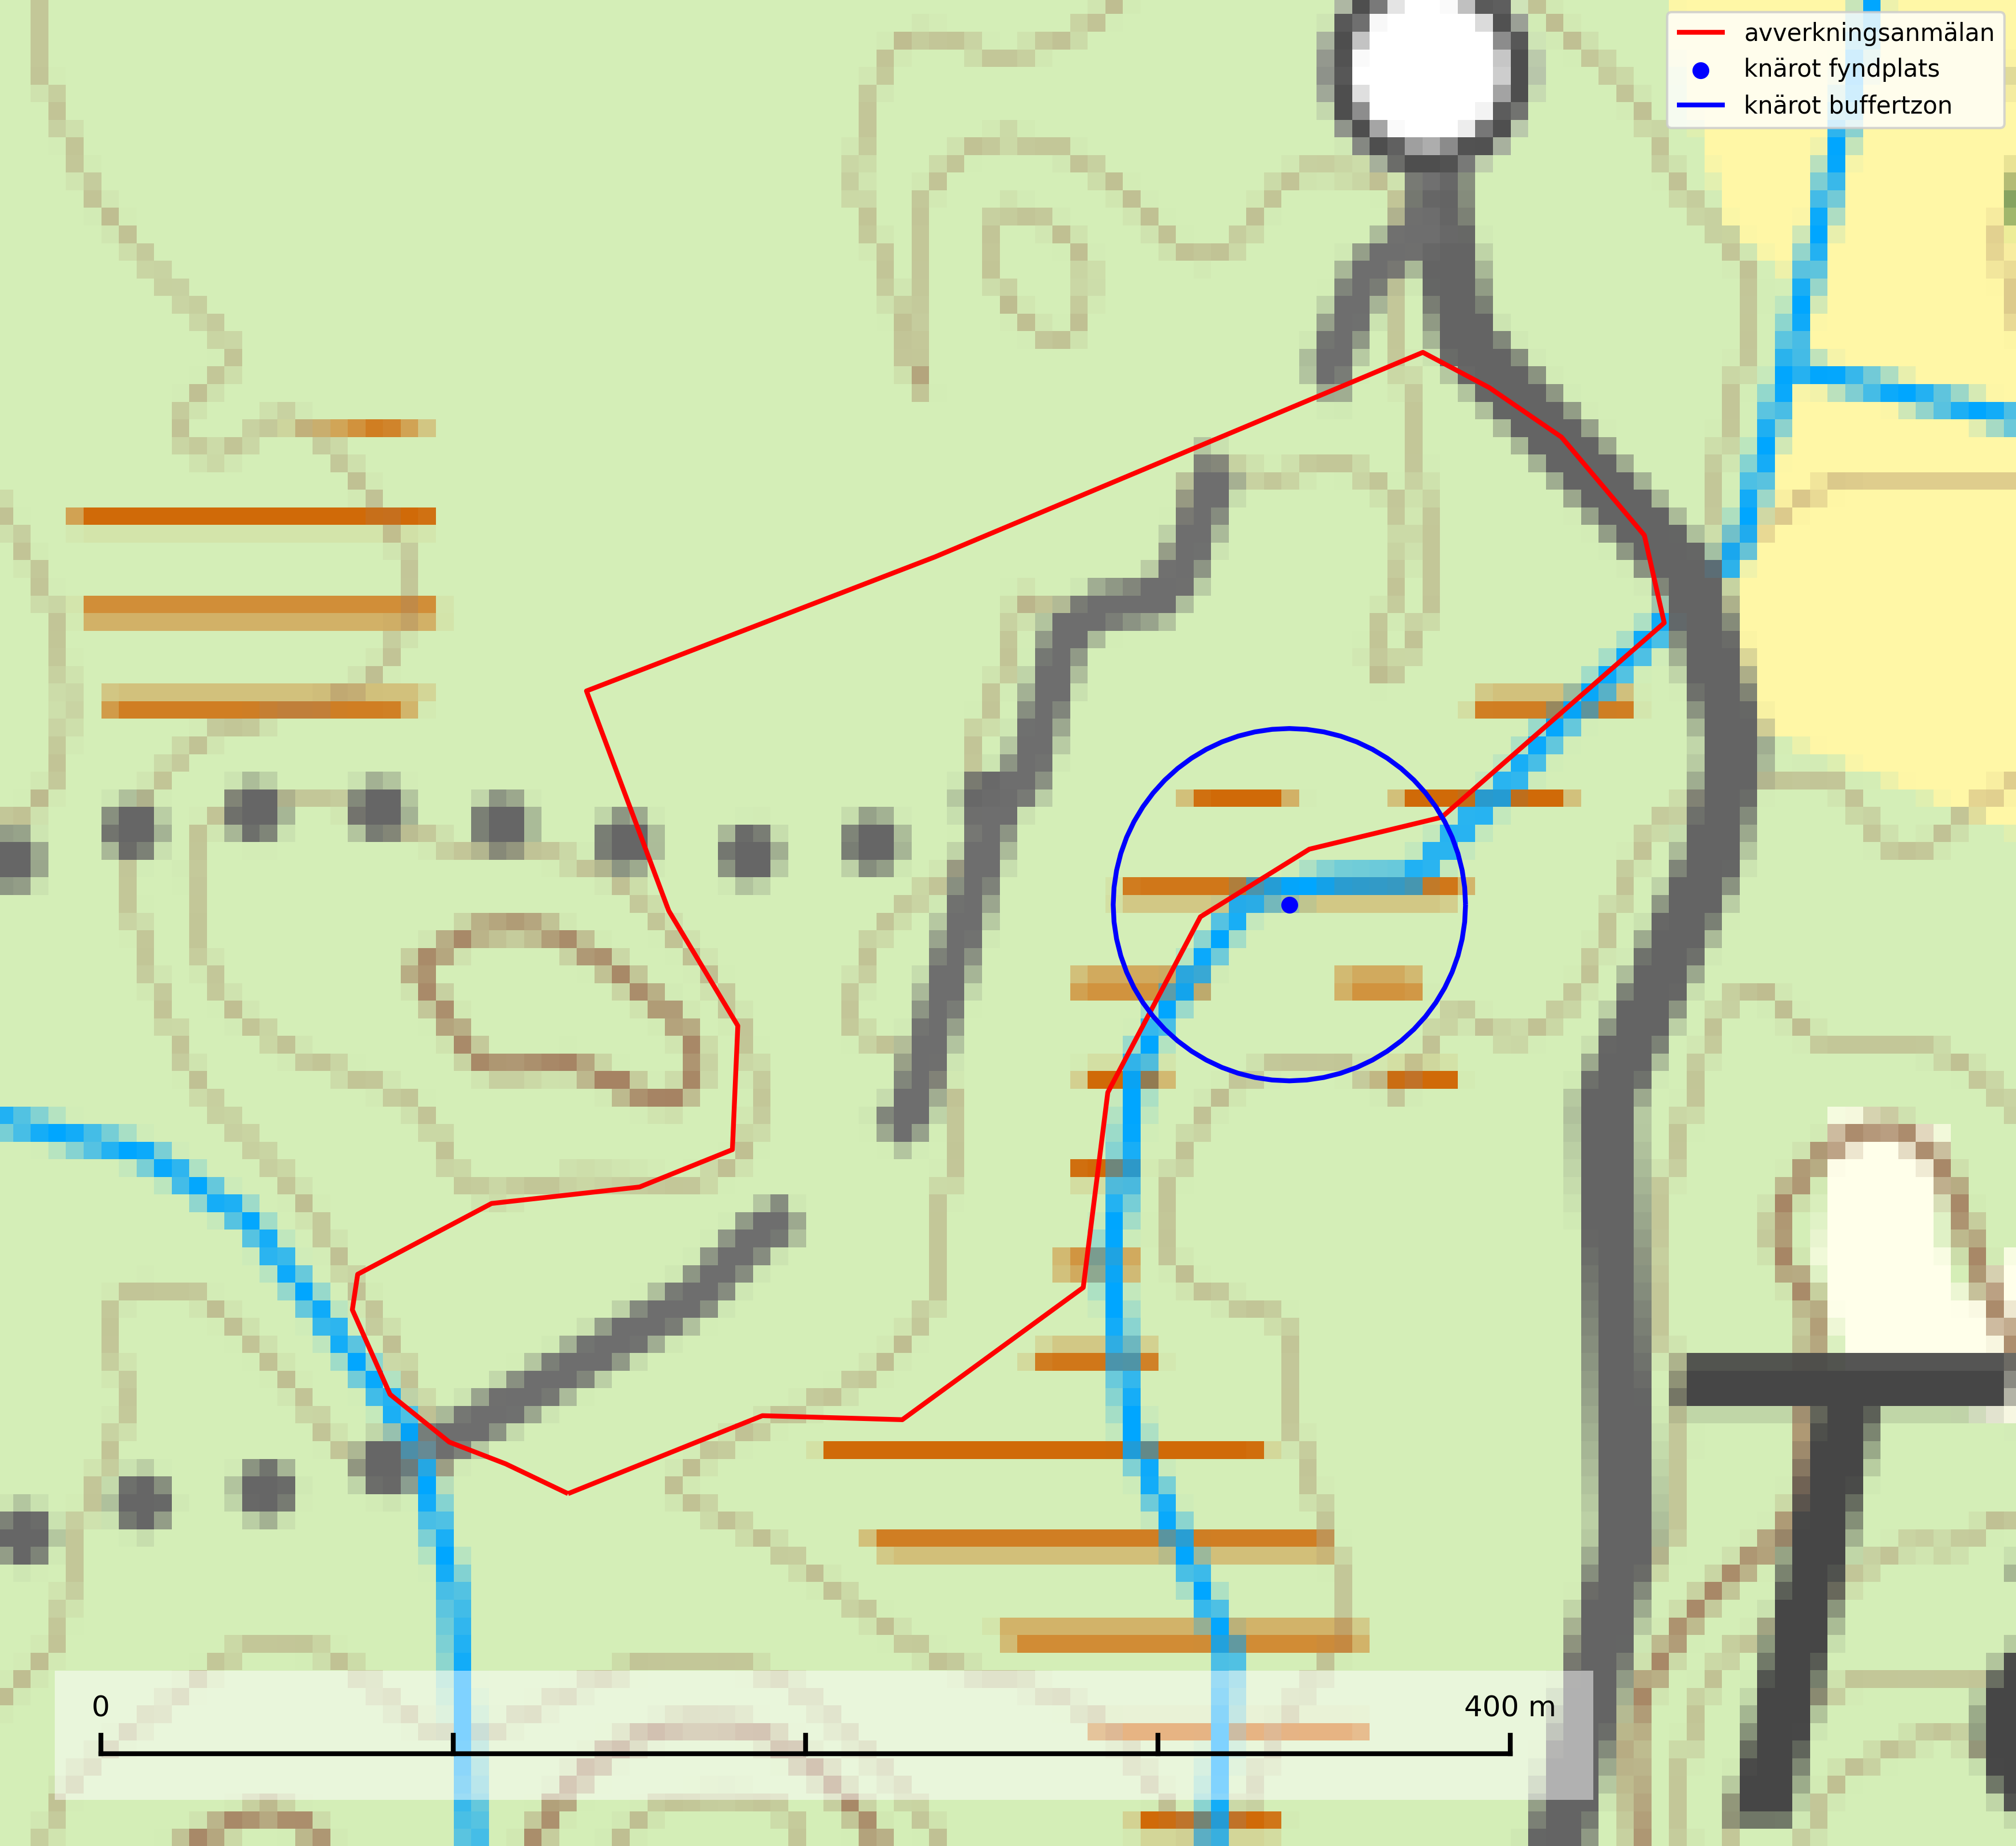 avverkningsanmälan
knärot fyndplats
knärot buffertzon
0
400 m